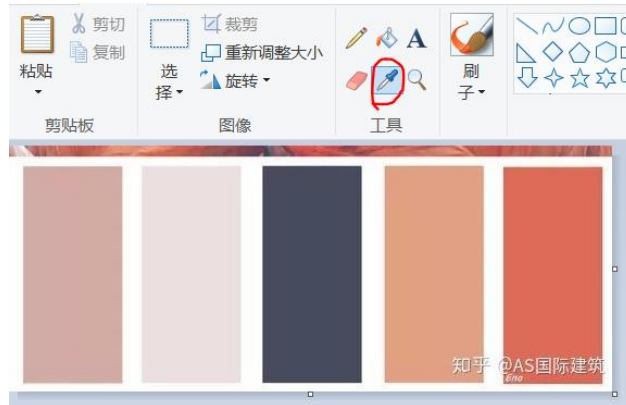 剪切
复制
粘贴
剪贴板
裁剪
重新调整大小
旋转
选
择
图像
A
工具
刷
子
知乎 @AS国际建筑
Eno